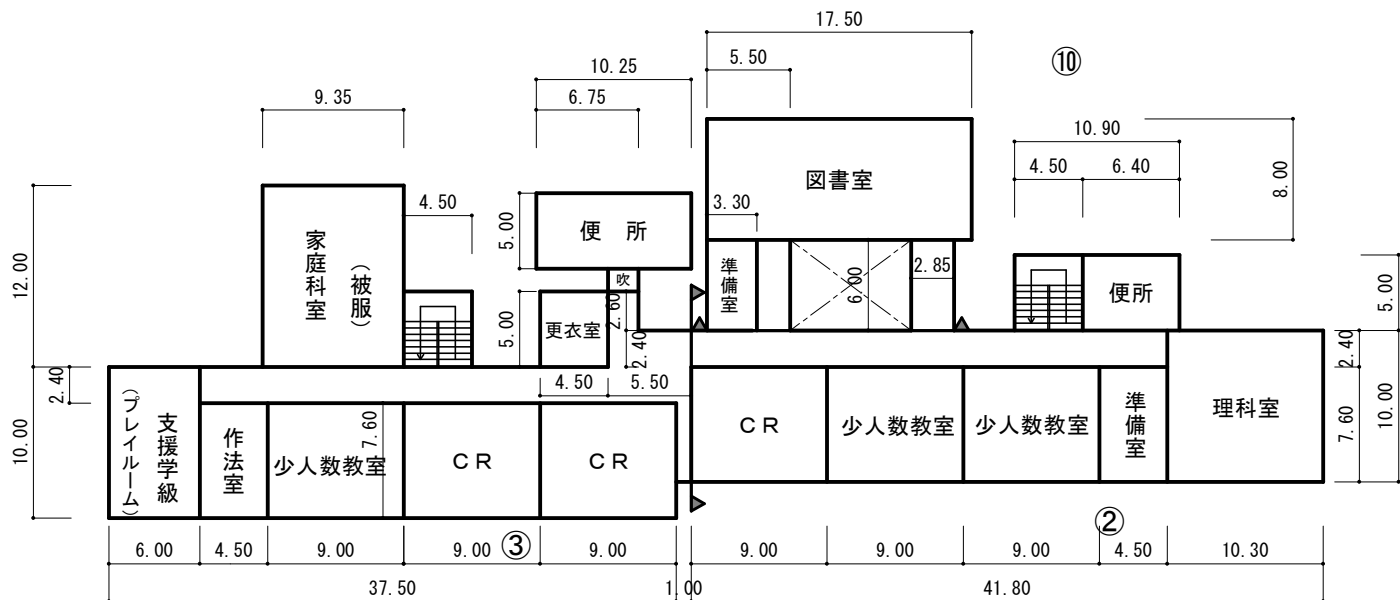 17.50
⑩
10.25
5.50
9.35
6.75
10.90
4.50
6.40
8.00
図書室
3.30
4.50
5.00
便 所
12.00
家庭科室
(被服)
吹
準備室
6.00
2.85
便所
5.00
5.00
更衣室
2.60
2.40
2.40
2.40
4.50
5.50
10.00
支援学級
(プレイルーム)
作法室
少人数教室
7.60
CR
CR
CR
少人数教室
少人数教室
準備室
理科室
7.60
10.00
②
③
6.00
4.50
9.00
9.00
9.00
9.00
9.00
9.00
4.50
10.30
37.50
1.00
41.80